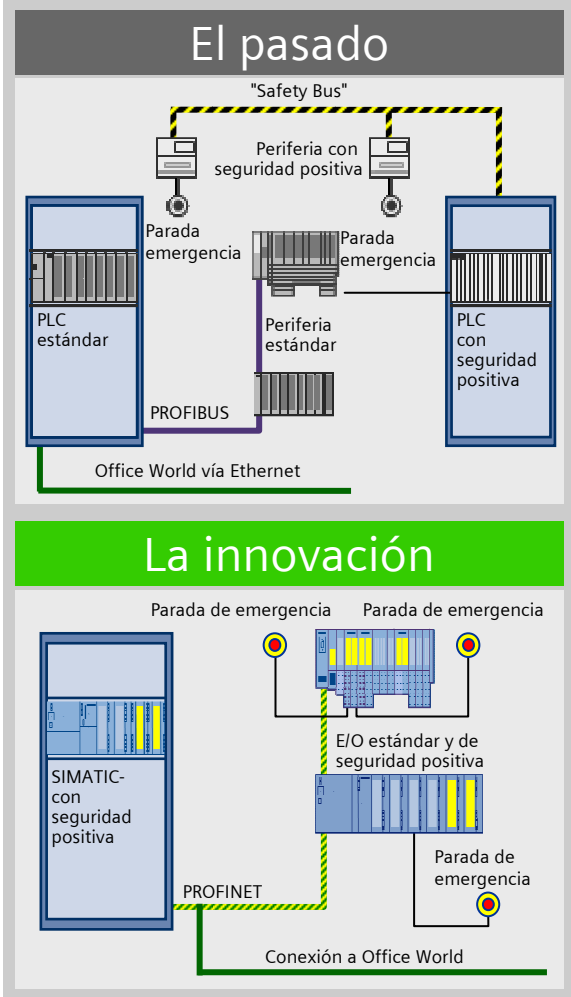 El pasado
"Safety Bus"
Periferia con
seguridad positiva
Parada
emergencia
Parada
emergencia
PLC
estándar
Periferia
estándar
PLC
con
seguridad
positiva
PROFIBUS
Office World vía Ethernet
La innovación
Parada de emergencia
Parada de emergencia
E/O estándar y de
seguridad positiva
SIMATIC-
con
seguridad
positiva
Parada de
emergencia
PROFINET
Conexión a Office World